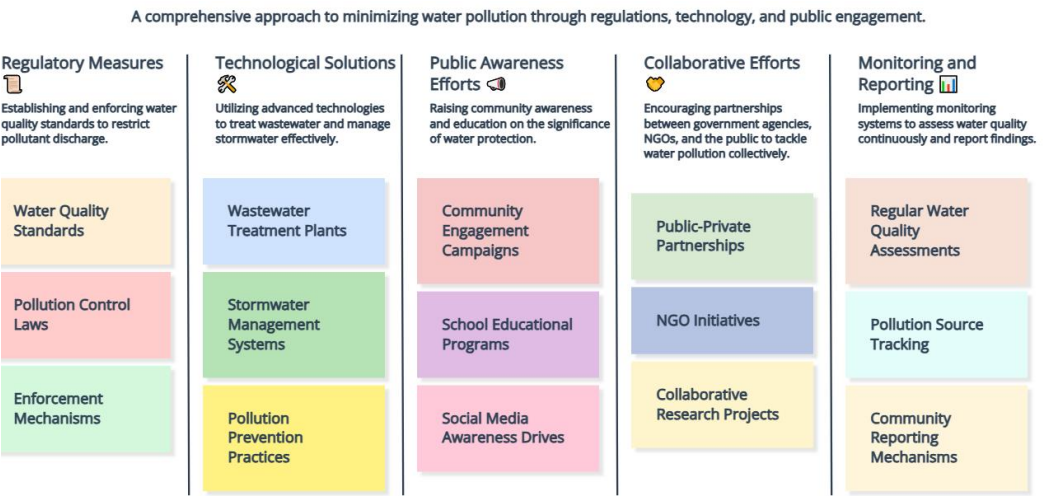 A comprehensive approach to minimizing water pollution through regulations, technology, and public engagement.
Regulatory Measures
Establishing and enforcing water
quality standards to restrict
pollutant discharge.
Water Quality
Standards
Pollution Control
Laws
Enforcement
Mechanisms
Technological Solutions
Utilizing advanced technologies
to treat wastewater and manage
stormwater effectively.
Wastewater
Treatment Plants
Stormwater
Management
Systems
Pollution
Prevention
Practices
Public Awareness
Efforts
Raising community awareness
and education on the significance
of water protection.
Community
Engagement
Campaigns
School Educational
Programs
Social Media
Awareness Drives
Collaborative Efforts
Encouraging partnerships
between government agencies,
NGOs, and the public to tackle
water pollution collectively.
Public-Private
Partnerships
NGO Initiatives
Collaborative
Research Projects
Monitoring and
Reporting
Implementing monitoring
systems to assess water quality
continuously and report findings.
Regular Water
Quality
Assessments
Pollution Source
Tracking
Community
Reporting
Mechanisms